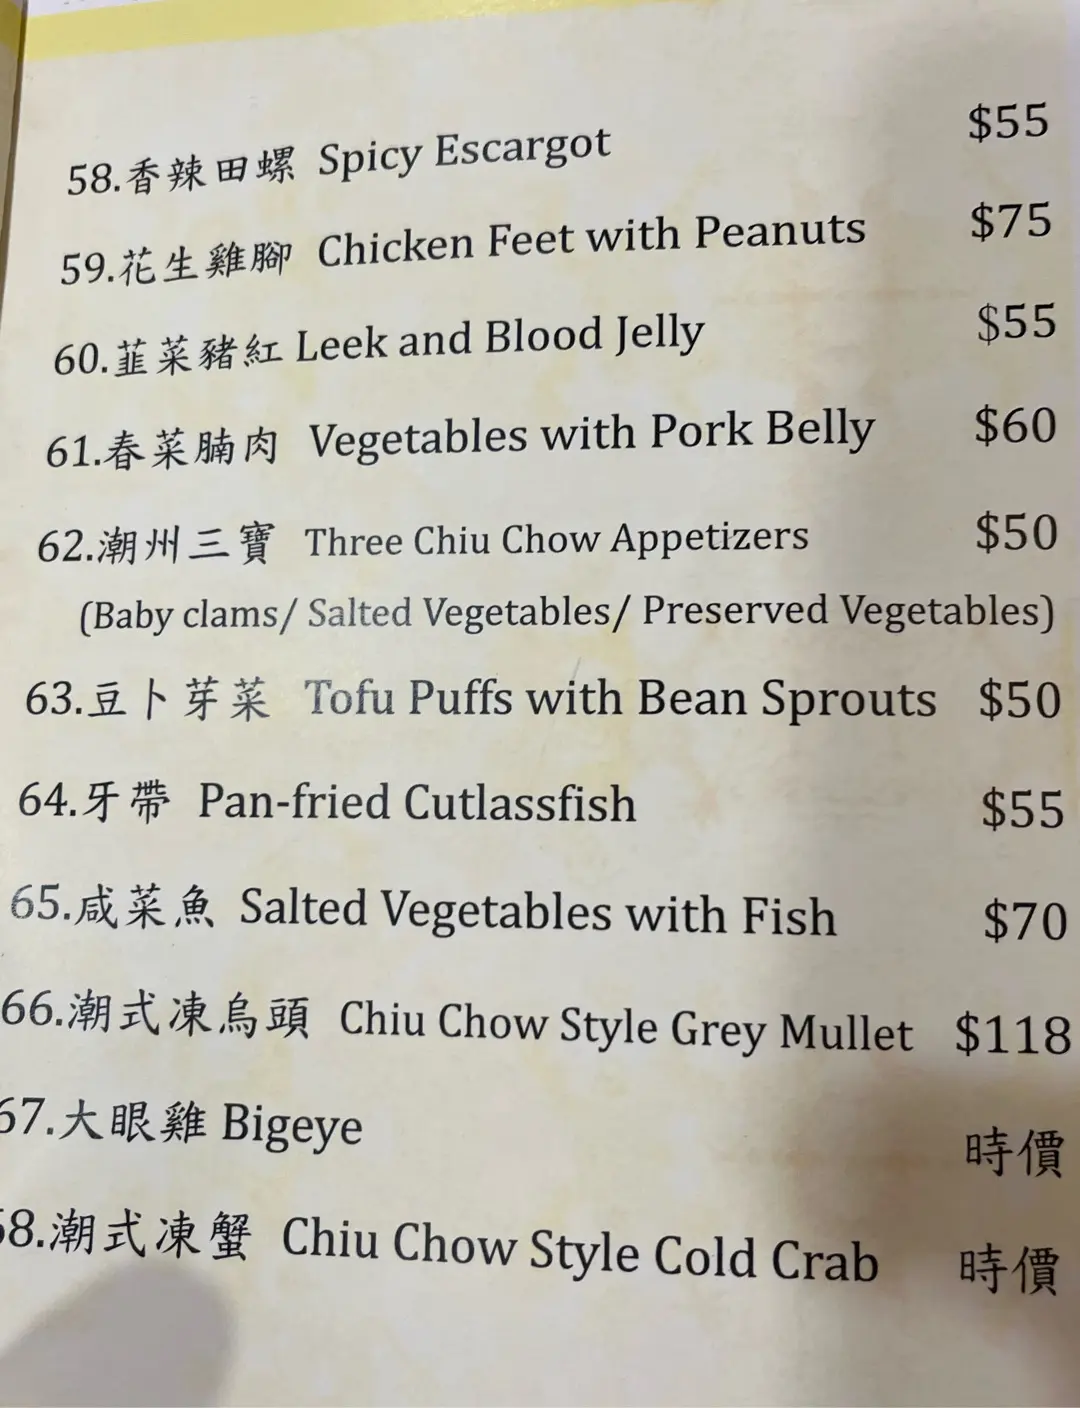 58.香辣田螺 Spicy Escargot $55
59.花生雞腳 Chicken Feet with Peanuts $75
60.韮菜豬紅 Leek and Blood Jelly $55
61.春菜腩肉 Vegetables with Pork Belly $60
62.潮州三寶 Three Chiu Chow Appetizers $50
(Baby clams/ Salted Vegetables/ Preserved Vegetables)
63.豆卜芽菜 Tofu Puffs with Bean Sprouts $50
64.牙帶 Pan-fried Cutlassfish $55
65.咸菜魚 Salted Vegetables with Fish $70
66.潮式凍烏頭 Chiu Chow Style Grey Mullet $118
67.大眼雞 Bigeye 時價
68.潮式凍蟹 Chiu Chow Style Cold Crab 時價